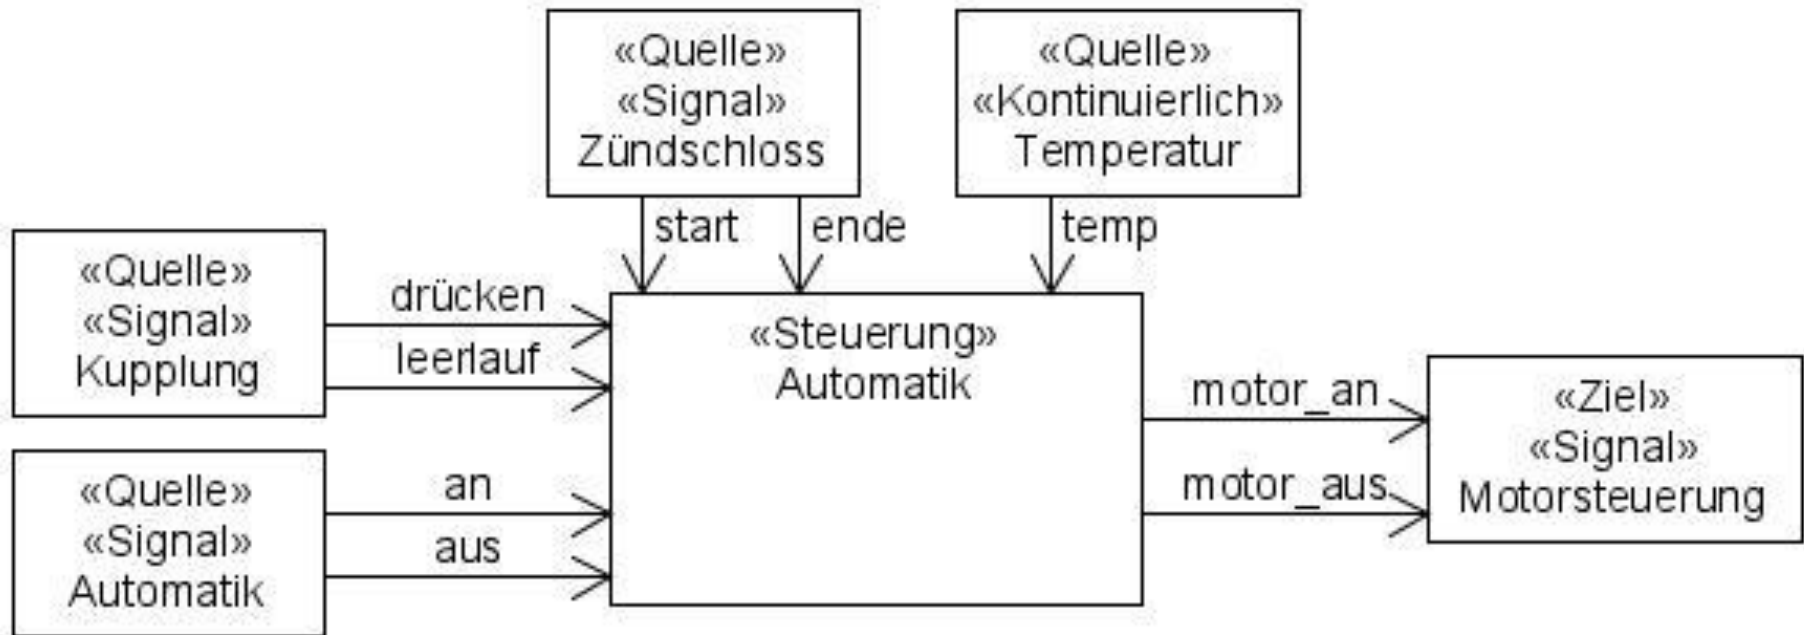 «Quelle»
«Signal»
Zündschloss
«Quelle»
«Kontinuierlich»
Temperatur
start
ende
temp
«Quelle»
«Signal»
Kupplung
drücken
leerlauf
«Steuerung»
Automatik
motor_an
motor_aus
«Ziel»
«Signal»
Motorsteuerung
«Quelle»
«Signal»
Automatik
an
aus